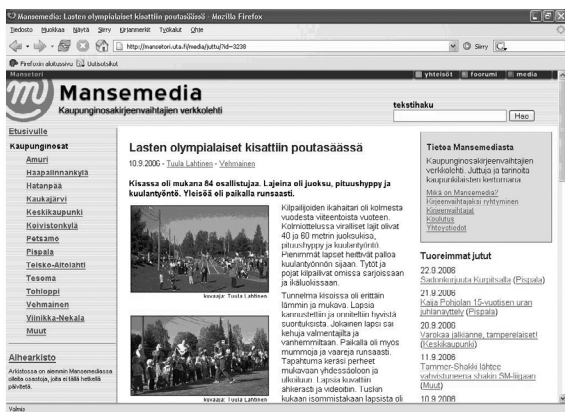 Mansemedia: Lasten olympialaiset kisattiin poutasäässä - Mozilla Firefox
Tiedosto Muokkaa Näytä Siirry Kirjanmerkit Työkalut Ohje
http://mansetori.uta.fi/media/juttu?id=3238
Siirry
Firefoxin aloitussivu Uutisotsikot
Mansetori
yhteisöt foorumi media
Mansemedia
Kaupunginosakirjeenvaihtajien verkkolehti
tekstihaku
Hae
Etusivulle
Kaupunginosat
Amuri
Haapalinnankylä
Hatanpää
Kaukajärvi
Keskikaupunki
Koivistonkylä
Petsamo
Pispala
Teisko-Aitolahti
Tesoma
Tohloppi
Vehmainen
Viinikka-Nekala
Muut
Aihearkisto
Arkistossa on aiemmin Mansemediassa
olleita osastoja, joita ei tällä hetkellä
päivitetä.
Lasten olympialaiset kisattiin poutasäässä
10.9.2006 - Tuula Lahtinen - Vehmainen
Kisassa oli mukana 84 osallistujaa. Lajeina oli juoksu, pituushyppy ja
kuulantyöntö. Yleisöä oli paikalla runsaasti.
kuvaaja: Tuula Lahtinen
kuvaaja: Tuula Lahtinen
Kilpailijoiden ikähaitari oli kolmesta
vuodesta viiteentoista vuoteen.
Kolmiottelussa viralliset lajit olivat
40 ja 60 metrin juoksukisa,
pituushyppy ja kuulantyöntö.
Pienimmät lapset heittivät palloa
kuulantyönnön sijaan. Tytöt ja
pojat kilpailivat omissa sarjoissaan
ja ikäluokissaan.
Tunnelma kisoissa oli erittäin
lämmin ja mukava. Lapsia
kannustettiin ja onniteltiin hyvistä
suorituksista. Jokainen lapsi sai
kehuja valmentajilta ja
vanhemmiltaan. Paikalla oli myös
mummoja ja vaareja runsaasti.
Tapahtuma keräsi perheet
mukavaan yhdessäoloon ja
ulkoiluun. Lapsia kuvattiin
ahkerasti ja videoitiin. Tuskin
kukaan isommistakaan lapsista oli
Tietoa Mansemediasta
Kaupunginosakirjeenvaihtajien
verkkolehti. Juttuja ja tarinoita
kaupunkilaisten kertomana.
Mikä on Mansemedia?
Kirjeenvaihtajaksi ryhtyminen
Kirjeenvaihtajat
Koulutus
Yhteystiedot
Tuoreimmat jutut
22.9.2006
Sadonkorjuuta Kurpitsalla (Pispala)
21.9.2006
Kaija Pohjolan 15-vuotisen uran
juhlanäyttely (Pispala)
20.9.2006
Varokaa jalkianne, tamperelaiset!
(Keskikaupunki)
11.9.2006
Tammer-Shakki lähtee
vahvistuneena shakin SM-liigaan
(Muut)
10.9.2006
Valmis